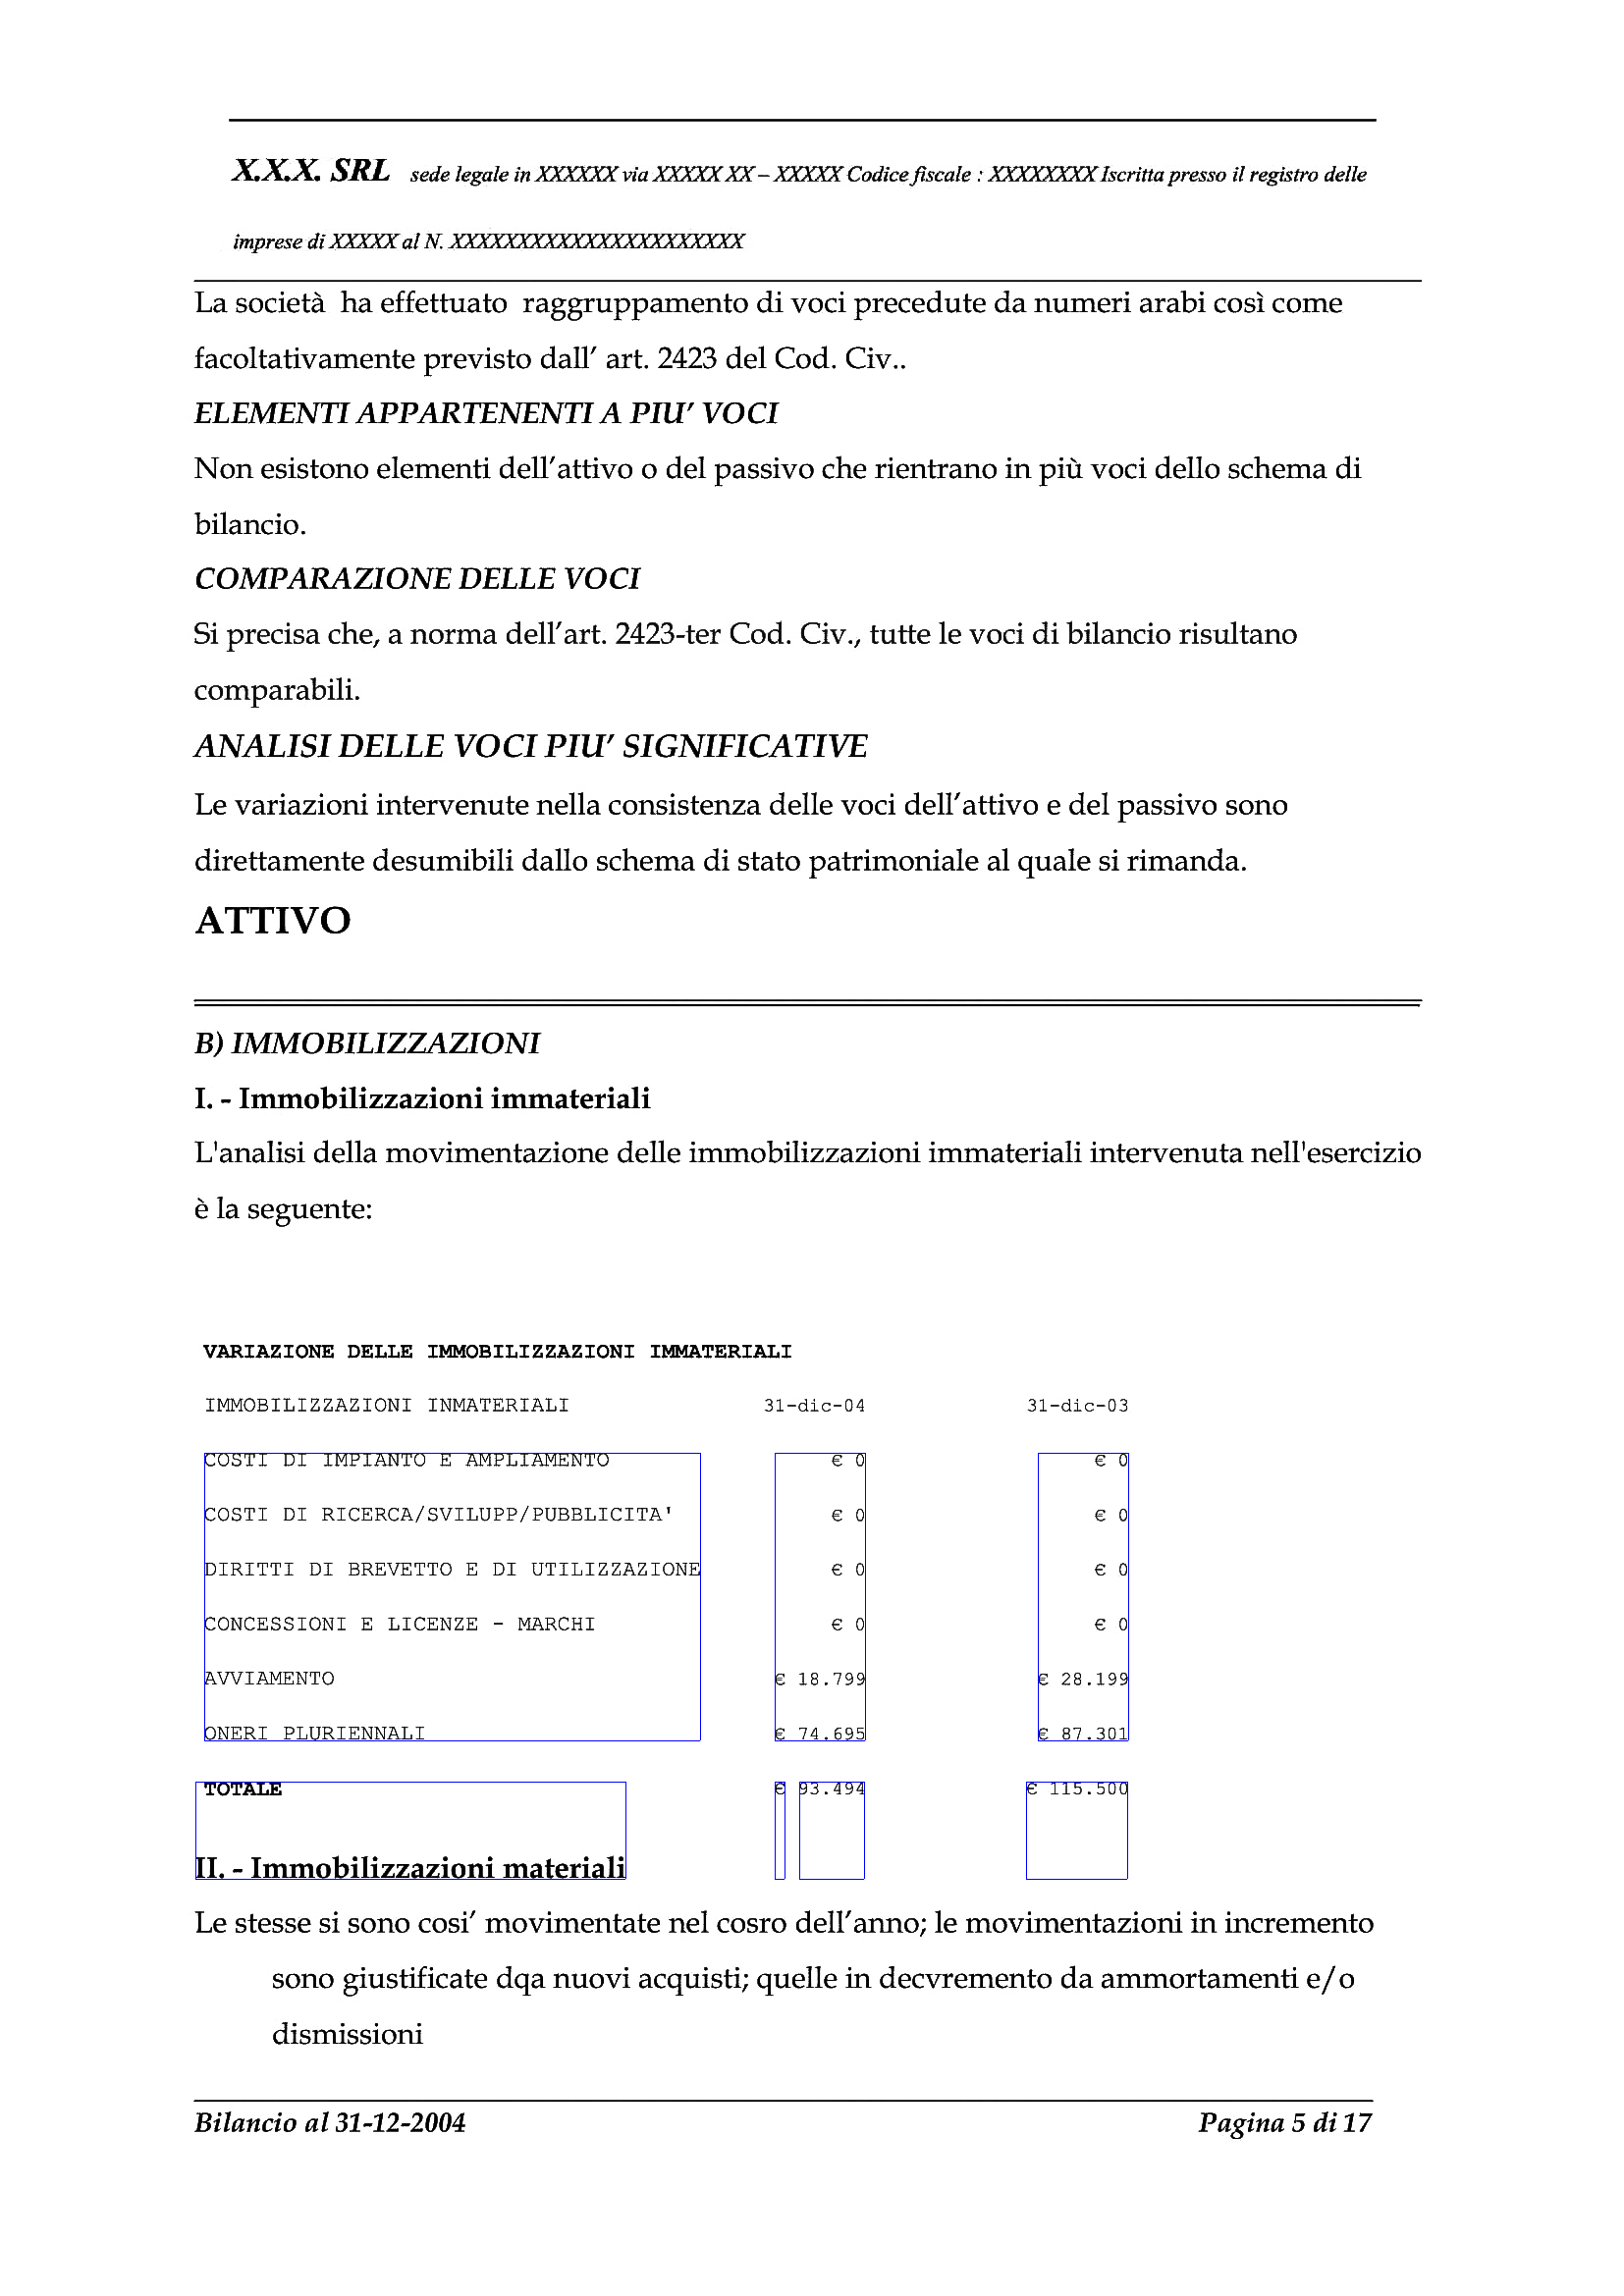 X.X.X. SRL sede legale in XXXXXX via XXXXX XX – XXXXX Codice fiscale : XXXXXXXX Iscritta presso il registro delle
imprese di XXXXX al N. XXXXXXXXXXXXXXXXXXXXXX
La società ha effettuato raggruppamento di voci precedute da numeri arabi così come
facoltativamente previsto dall’ art. 2423 del Cod. Civ..
ELEMENTI APPARTENENTI A PIU’ VOCI
Non esistono elementi dell’attivo o del passivo che rientrano in più voci dello schema di
bilancio.
COMPARAZIONE DELLE VOCI
Si precisa che, a norma dell’art. 2423-ter Cod. Civ., tutte le voci di bilancio risultano
comparabili.
ANALISI DELLE VOCI PIU’ SIGNIFICATIVE
Le variazioni intervenute nella consistenza delle voci dell’attivo e del passivo sono
direttamente desumibili dallo schema di stato patrimoniale al quale si rimanda.
ATTIVO
B) IMMOBILIZZAZIONI
I. - Immobilizzazioni immateriali
L'analisi della movimentazione delle immobilizzazioni immateriali intervenuta nell'esercizio
è la seguente:
VARIAZIONE DELLE IMMOBILIZZAZIONI IMMATERIALI
IMMOBILIZZAZIONI INMATERIALI 31-dic-04 31-dic-03
COSTI DI IMPIANTO E AMPLIAMENTO € 0 € 0
COSTI DI RICERCA/SVILUPP/PUBBLICITA' € 0 € 0
DIRITTI DI BREVETTO E DI UTILIZZAZIONE € 0 € 0
CONCESSIONI E LICENZE - MARCHI € 0 € 0
AVVIAMENTO € 18.799 € 28.199
ONERI PLURIENNALI € 74.695 € 87.301
TOTALE € 93.494 € 115.500
II. - Immobilizzazioni materiali
Le stesse si sono cosi’ movimentate nel cosro dell’anno; le movimentazioni in incremento
sono giustificate dqa nuovi acquisti; quelle in decvremento da ammortamenti e/o
dismissioni
Bilancio al 31-12-2004 Pagina 5 di 17